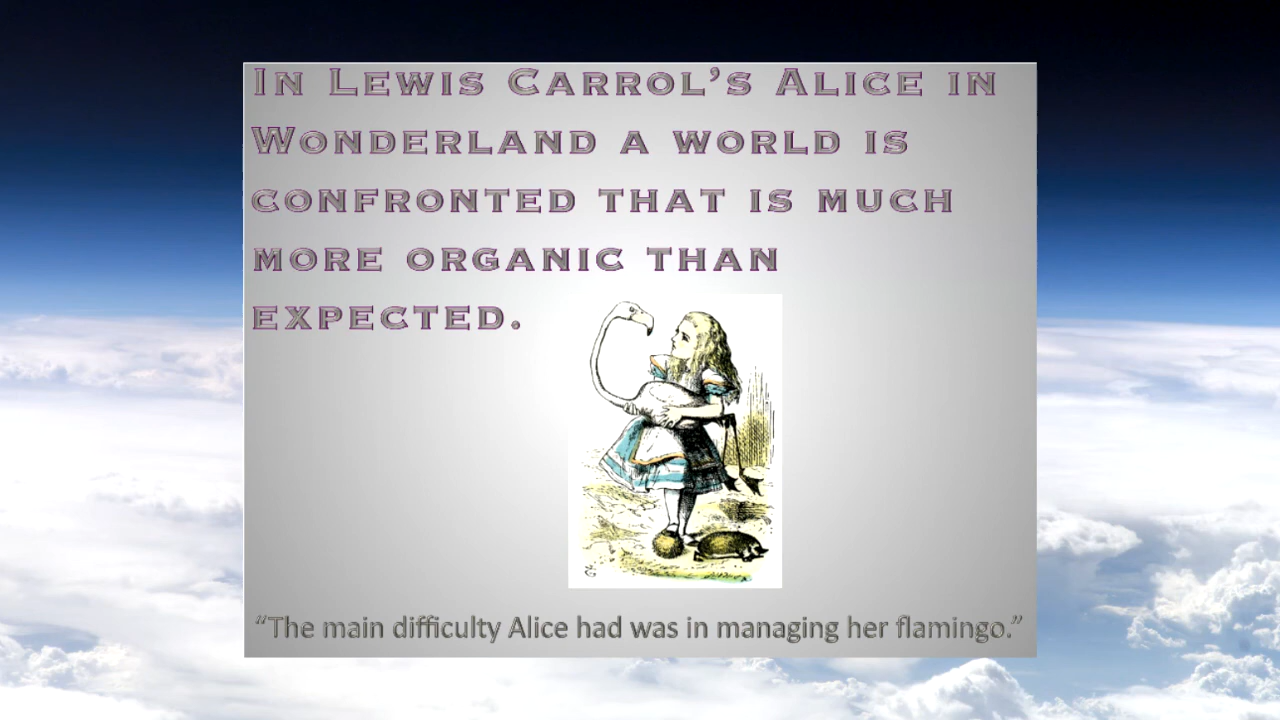 In Lewis Carrol’s Alice in
Wonderland a world is
confronted that is much
more organic than
expected.
“The main difficulty Alice had was in managing her flamingo.”